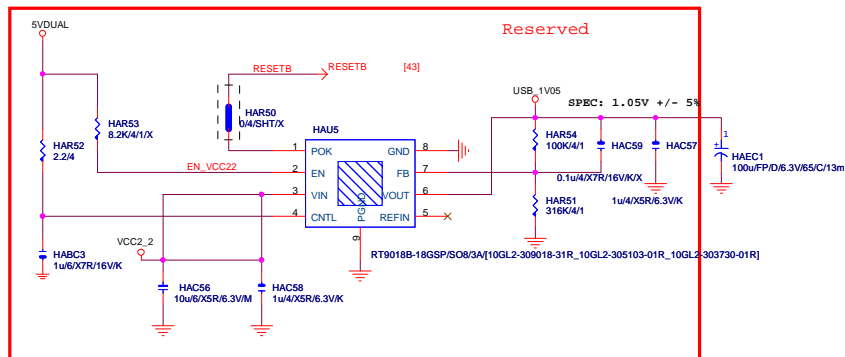 Reserved
5VDUAL
RESETB
RESETB
[43]
HAR53
8.2K/4/1/X
HAR50
0/4/SHT/X
HAR52
2.2/4
HAU5
USB_1V05
SPEC: 1.05V +/- 5%
HAR54
100K/4/1
HAC59
HAC57
1
+
HAEC1
100u/FP/D/6.3V/65/C/13m
1
POK
GND
8
EN_VCC22
2
EN
FB
7
0.1u/4/X7R/16V/K/X
3
VIN
VOUT
6
1u/4/X5R/6.3V/K
4
CNTL
REFIN
5
PGND
9
HAR51
316K/4/1
VCC2_2
HABC3
1u/6/X7R/16V/K
RT9018B-18GSP/SO8/3A/[10GL2-309018-31R_10GL2-305103-01R_10GL2-303730-01R]
HAC56
10u/6/X5R/6.3V/M
HAC58
1u/4/X5R/6.3V/K